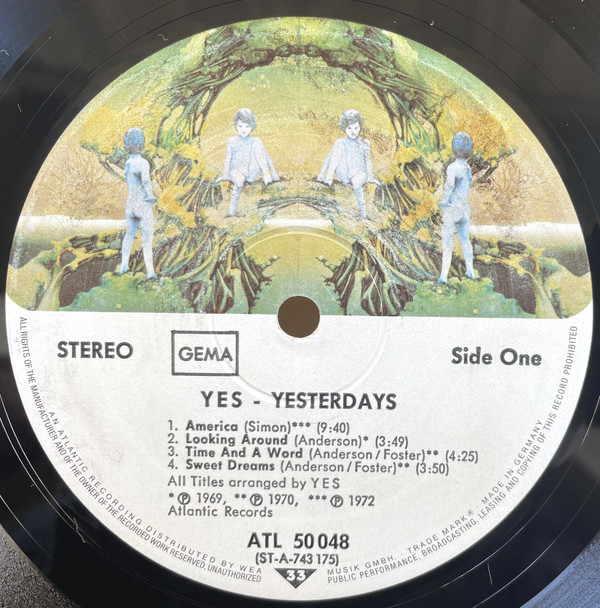 STEREO
GEMA
Side One
YES - YESTERDAYS
1. America (Simon)*** (9:40)
2. Looking Around (Anderson)* (3:49)
3. Time And A Word (Anderson/Foster)** (4:25)
4. Sweet Dreams (Anderson/Foster)** (3:50)
All Titles arranged by YES
*Ⓟ 1969, **Ⓟ 1970, ***Ⓟ 1972
Atlantic Records
ATL 50 048
(ST-A-743 175)
33
AN ATLANTIC RECORDING DISTRIBUTED BY WEA MUSIK GMBH. TRADE MARK® MADE IN GERMANY
ALL RIGHTS OF THE MANUFACTURER AND OF THE OWNER OF THE RECORDED WORK RESERVED. UNAUTHORIZED PUBLIC PERFORMANCE, BROADCASTING, LEASING AND COPYING OF THIS RECORD PROHIBITED